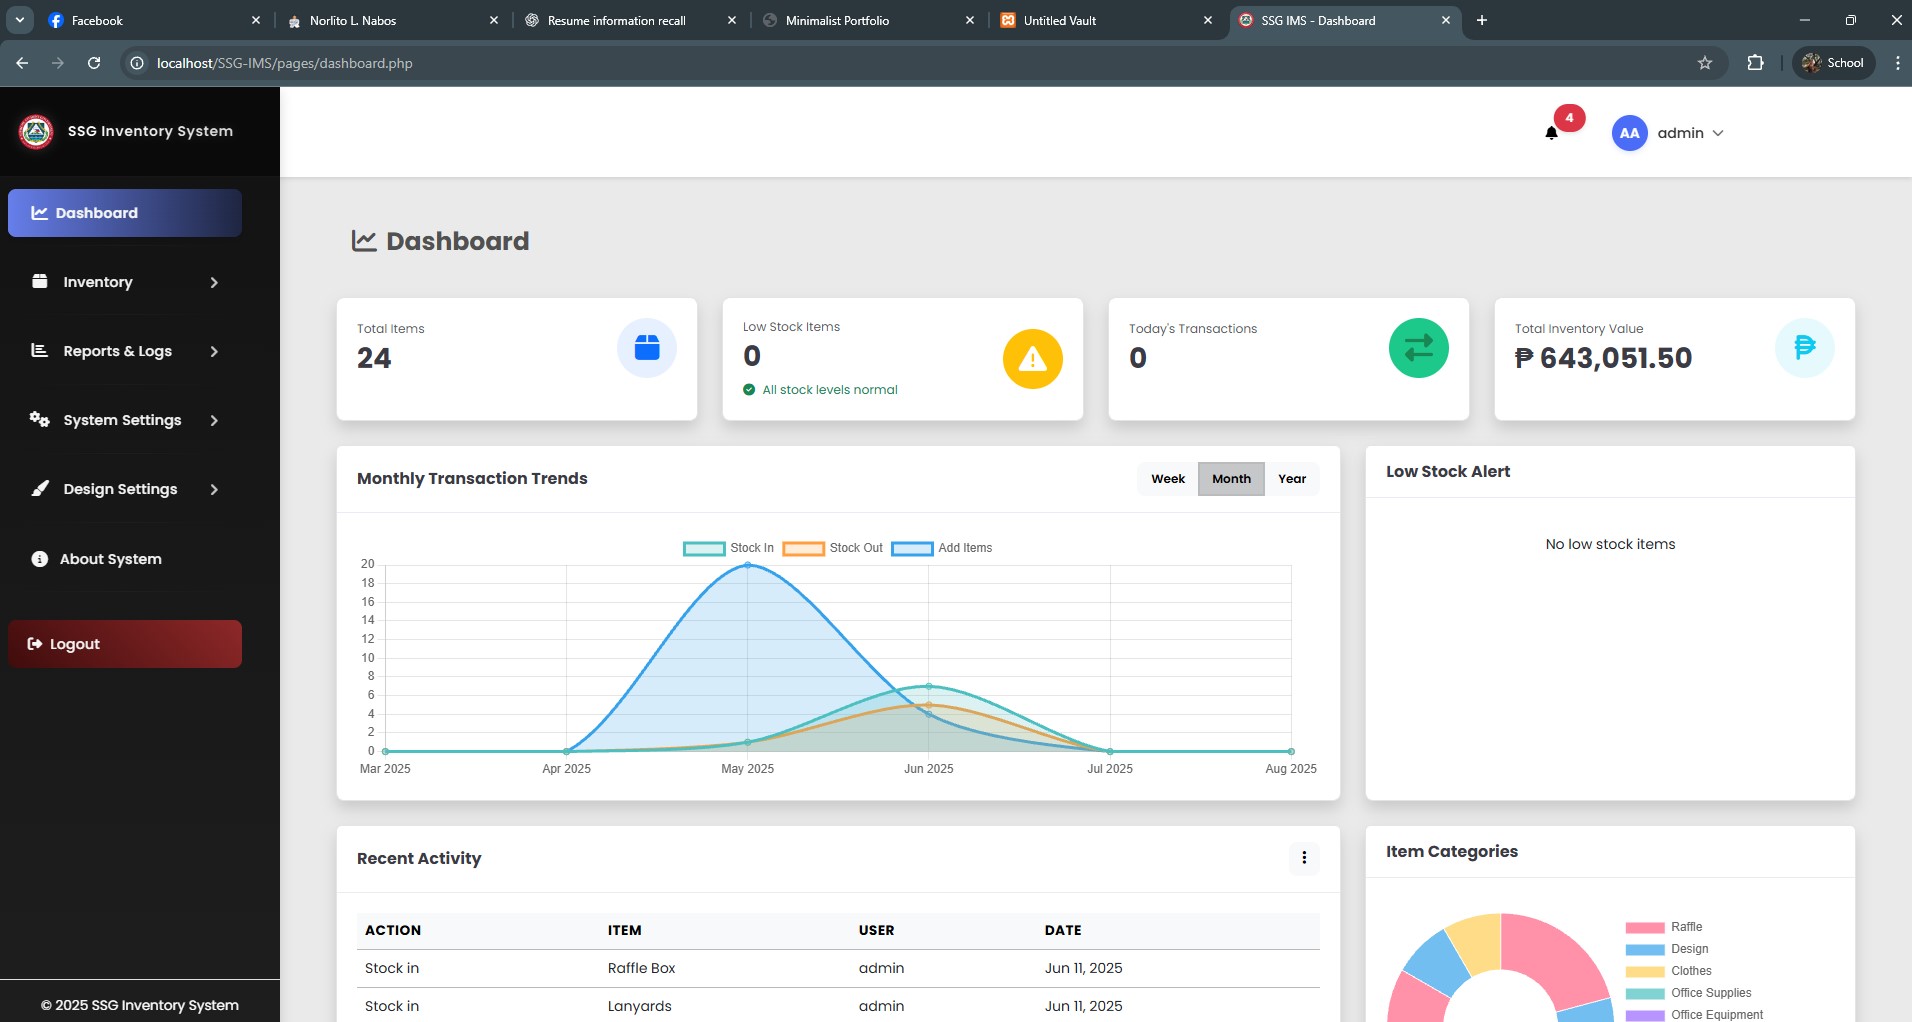 Facebook
Norlito L. Nabos
Resume information recall
Minimalist Portfolio
Untitled Vault
SSG IMS - Dashboard
localhost/SSG-IMS/pages/dashboard.php
School
SSG Inventory System
4
AA
admin
Dashboard
Inventory
Reports & Logs
System Settings
Design Settings
About System
Logout
© 2025 SSG Inventory System
Dashboard
Total Items
24
Low Stock Items
0
All stock levels normal
Today's Transactions
0
Total Inventory Value
₱ 643,051.50
Monthly Transaction Trends
Week
Month
Year
Stock In
Stock Out
Add Items
20
18
16
14
12
10
8
6
4
2
0
Mar 2025
Apr 2025
May 2025
Jun 2025
Jul 2025
Aug 2025
Low Stock Alert
No low stock items
Recent Activity
ACTION ITEM USER DATE
Stock in Raffle Box admin Jun 11, 2025
Stock in Lanyards admin Jun 11, 2025
Item Categories
Raffle
Design
Clothes
Office Supplies
Office Equipment